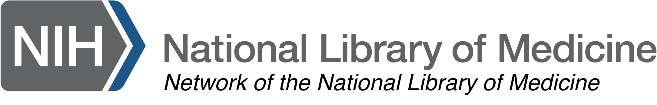 NIH National Library of Medicine
Network of the National Library of Medicine